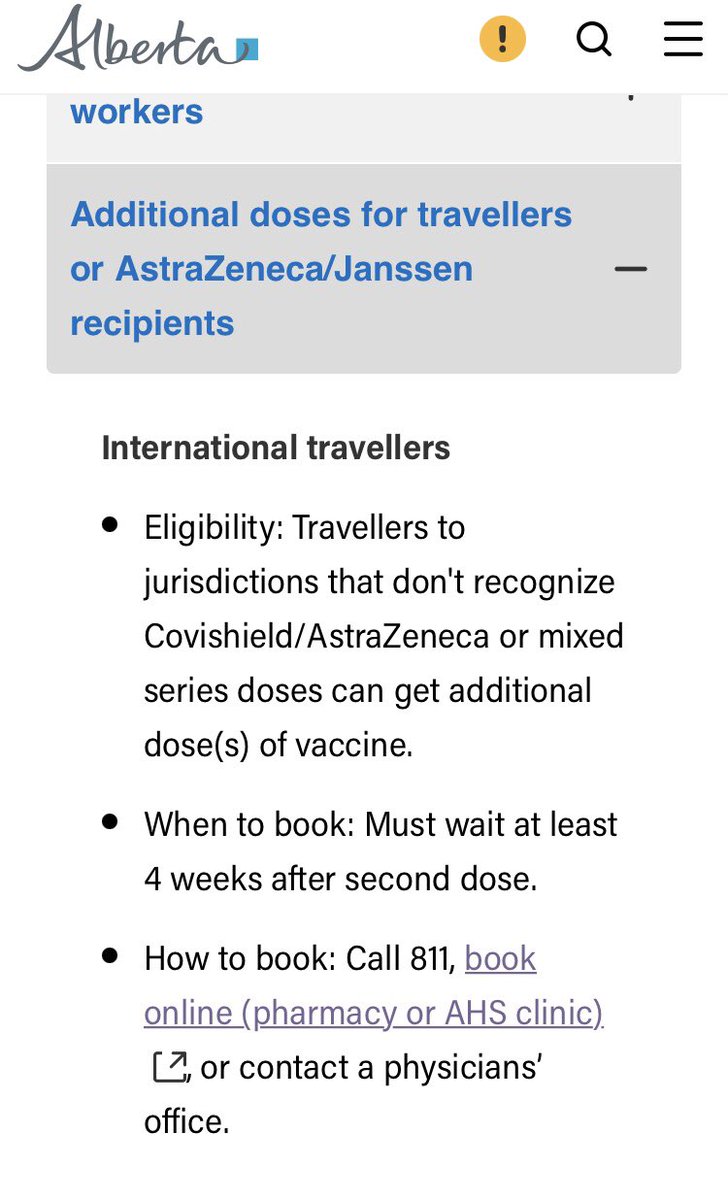 Alberta
!
workers
Additional doses for travellers
or AstraZeneca/Janssen
recipients
International travellers
• Eligibility: Travellers to
jurisdictions that don't recognize
Covishield/AstraZeneca or mixed
series doses can get additional
dose(s) of vaccine.
• When to book: Must wait at least
4 weeks after second dose.
• How to book: Call 811, book
online (pharmacy or AHS clinic)
, or contact a physicians’
office.